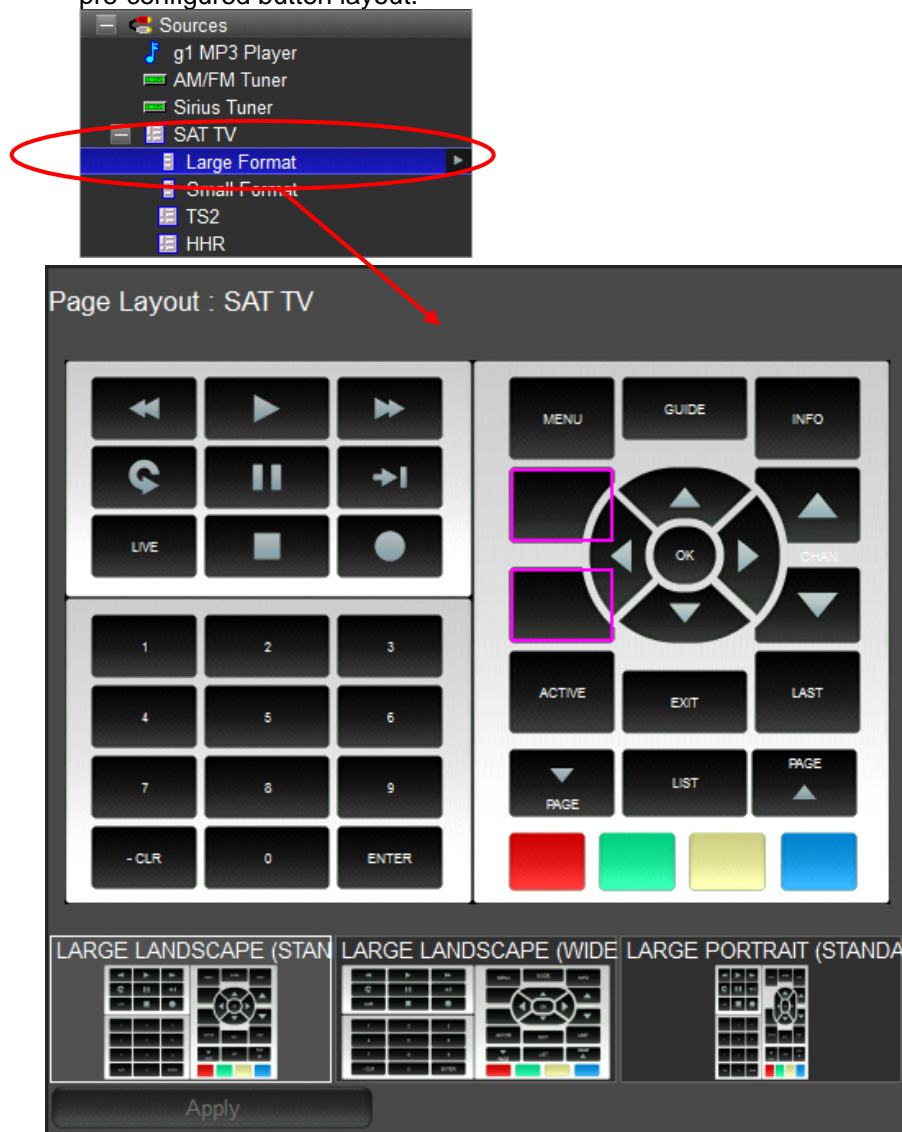 pre-configured button layout.
Sources
g1 MP3 Player
AM/FM Tuner
Sirius Tuner
SAT TV
Large Format
Small Format
TS2
HHR
Page Layout : SAT TV
MENU GUIDE INFO
LIVE
OK
CHAN
1 2 3
4 5 6
7 8 9
- CLR 0 ENTER
ACTIVE EXIT LAST
PAGE LIST PAGE
LARGE LANDSCAPE (STAN LARGE LANDSCAPE (WIDE LARGE PORTRAIT (STANDA
Apply